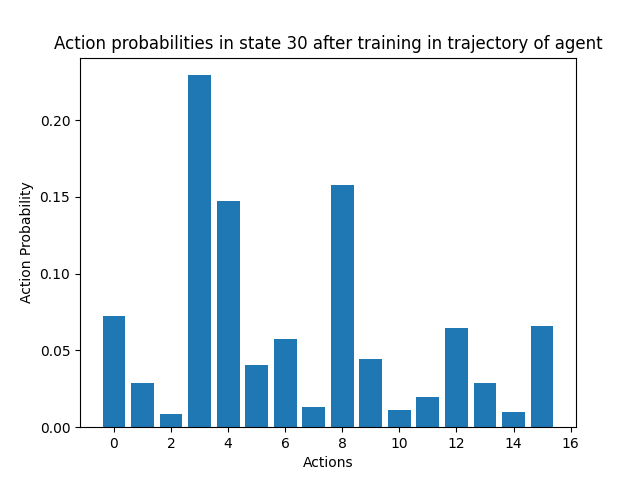 Action probabilities in state 30 after training in trajectory of agent
0.20
0.15
0.10
0.05
0.00
Action Probability
0 2 4 6 8 10 12 14 16
Actions